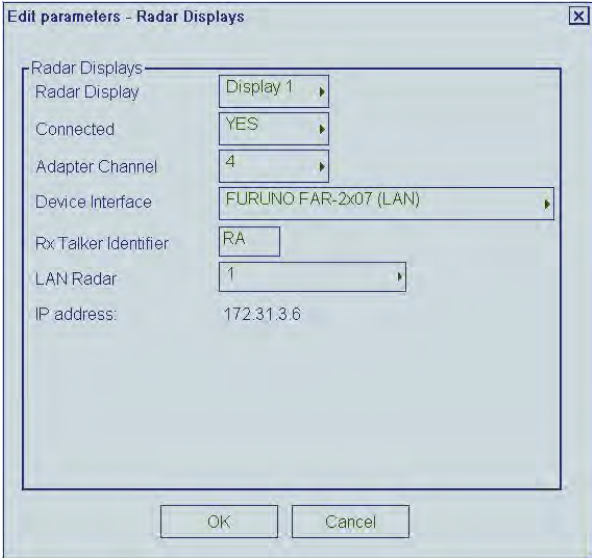 Edit parameters - Radar Displays
Radar Displays
Radar Display Display 1
Connected YES
Adapter Channel 4
Device Interface FURUNO FAR-2x07 (LAN)
Rx Talker Identifier RA
LAN Radar 1
IP address: 172.31.3.6
OK Cancel